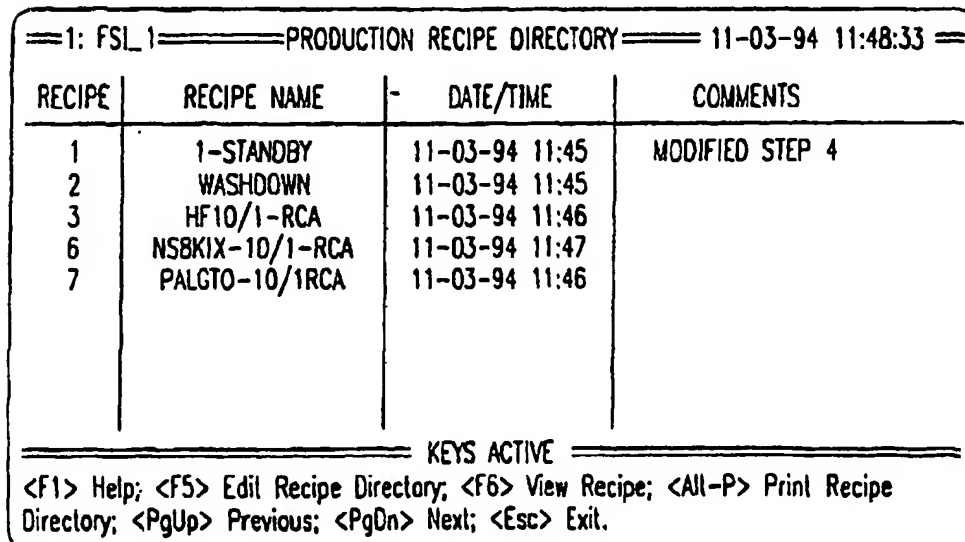 1: FSI_1 PRODUCTION RECIPE DIRECTORY 11-03-94 11:48:33
RECIPE RECIPE NAME DATE/TIME COMMENTS
1 1-STANDBY 11-03-94 11:45 MODIFIED STEP 4
2 WASHDOWN 11-03-94 11:45
3 HF10/1-RCA 11-03-94 11:46
6 NSBKIX-10/1-RCA 11-03-94 11:47
7 PALGTO-10/1RCA 11-03-94 11:46
KEYS ACTIVE
<F1> Help; <F5> Edit Recipe Directory; <F6> View Recipe; <Alt-P> Print Recipe
Directory; <PgUp> Previous; <PgDn> Next; <Esc> Exit.